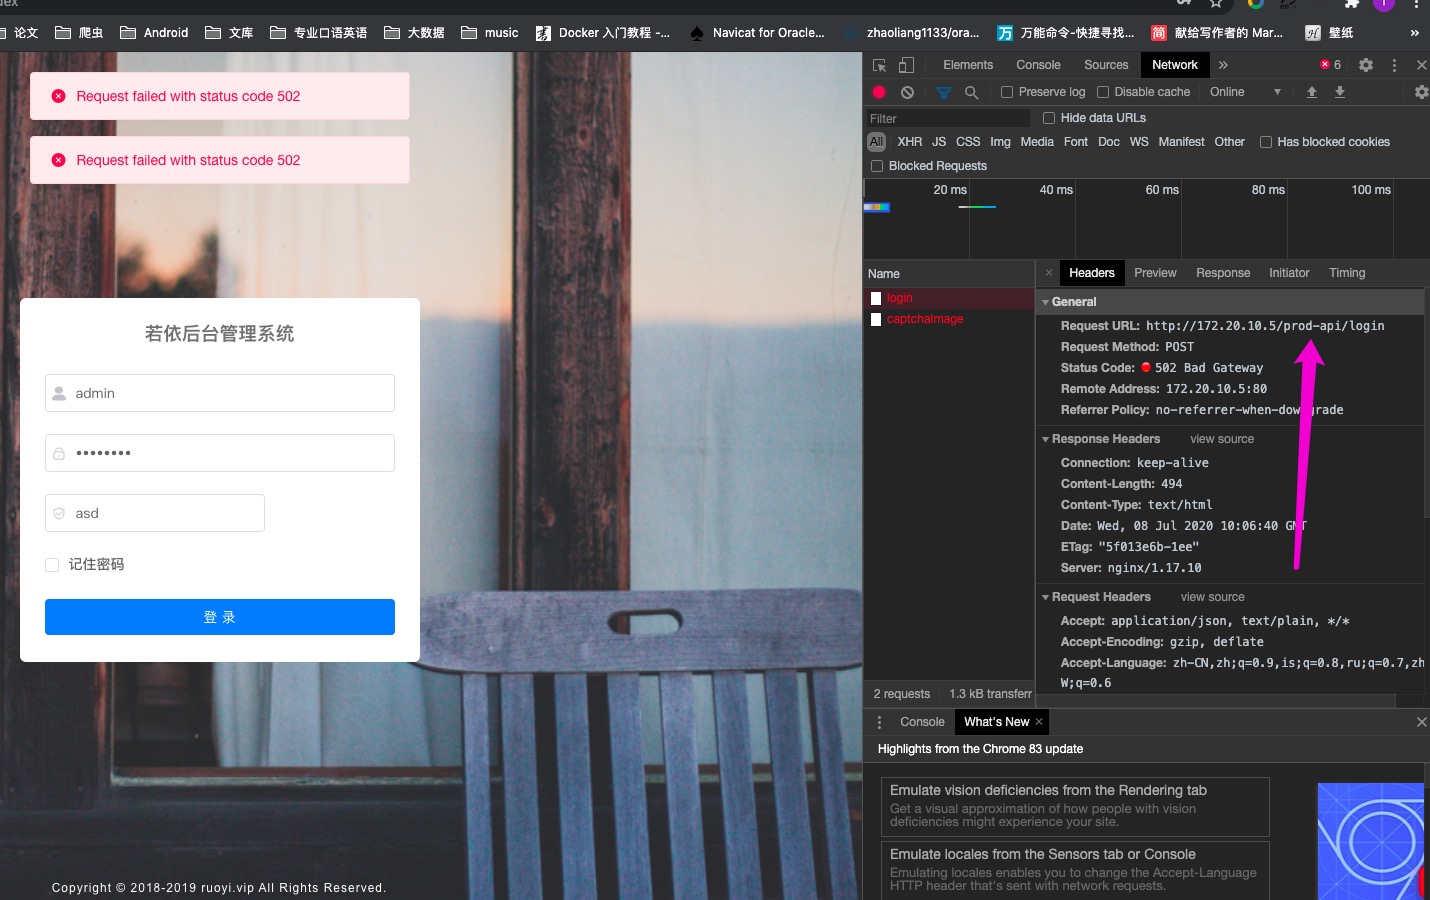 论文
爬虫
Android
文库
专业口语英语
大数据
music
Docker 入门教程 -...
Navicat for Oracle...
zhaoliang1133/ora...
万
万能命令-快捷寻找...
简
献给写作者的 Mar...
壁纸
»
Request failed with status code 502
Request failed with status code 502
若依后台管理系统
admin
••••••••
asd
记住密码
登 录
Copyright © 2018-2019 ruoyi.vip All Rights Reserved.
Elements Console Sources Network » 6
Preserve log Disable cache Online
Filter Hide data URLs
All XHR JS CSS Img Media Font Doc WS Manifest Other Has blocked cookies
Blocked Requests
20 ms 40 ms 60 ms 80 ms 100 ms
Name
login
captchaImage
2 requests 1.3 kB transferr
× Headers Preview Response Initiator Timing
General
Request URL: http://172.20.10.5/prod-api/login
Request Method: POST
Status Code: 502 Bad Gateway
Remote Address: 172.20.10.5:80
Referrer Policy: no-referrer-when-downgrade
Response Headers view source
Connection: keep-alive
Content-Length: 494
Content-Type: text/html
Date: Wed, 08 Jul 2020 10:06:40 GMT
ETag: "5f013e6b-1ee"
Server: nginx/1.17.10
Request Headers view source
Accept: application/json, text/plain, */*
Accept-Encoding: gzip, deflate
Accept-Language: zh-CN,zh;q=0.9,is;q=0.8,ru;q=0.7,zh
W;q=0.6
Console What's New ×
Highlights from the Chrome 83 update
Emulate vision deficiencies from the Rendering tab
Get a visual approximation of how people with vision
deficiencies might experience your site.
Emulate locales from the Sensors tab or Console
Emulating locales enables you to change the Accept-Language
HTTP header that's sent with network requests.